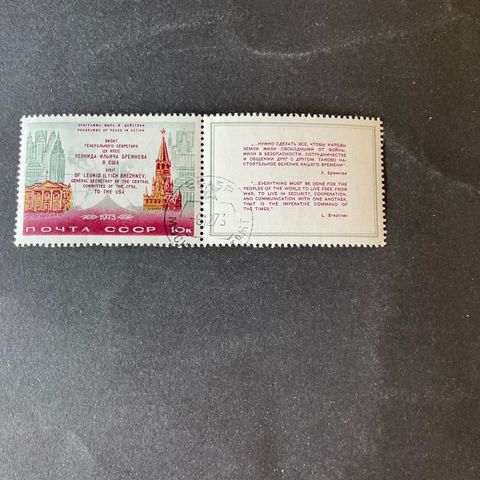 ПРОГРАММА МИРА В ДЕЙСТВИИ
PROGRAMME OF PEACE IN ACTION
ВИЗИТ
ГЕНЕРАЛЬНОГО СЕКРЕТАРЯ
ЦК КПСС
ЛЕОНИДА ИЛЬИЧА БРЕЖНЕВА
В США
VISIT
OF LEONID ILYICH BREZHNEV,
GENERAL SECRETARY OF THE CENTRAL
COMMITTEE OF THE CPSU,
TO THE USA
1973
ПОЧТА СССР 10к
„...НУЖНО СДЕЛАТЬ ВСЕ, ЧТОБЫ НАРОДЫ
ЗЕМЛИ ЖИЛИ СВОБОДНЫМИ ОТ ВОЙНЫ,
ЖИЛИ В БЕЗОПАСНОСТИ, СОТРУДНИЧЕСТВЕ
И ОБЩЕНИИ ДРУГ С ДРУГОМ. ТАКОВО НА-
СТОЯТЕЛЬНОЕ ВЕЛЕНИЕ НАШЕГО ВРЕМЕНИ"
Л. Брежнев
"...EVERYTHING MUST BE DONE FOR THE
PEOPLES OF THE WORLD TO LIVE FREE FROM
WAR, TO LIVE IN SECURITY, COOPERATION
AND COMMUNICATION WITH ONE ANOTHER.
THAT IS THE IMPERATIVE COMMAND OF
THE TIMES."
L. Brezhnev